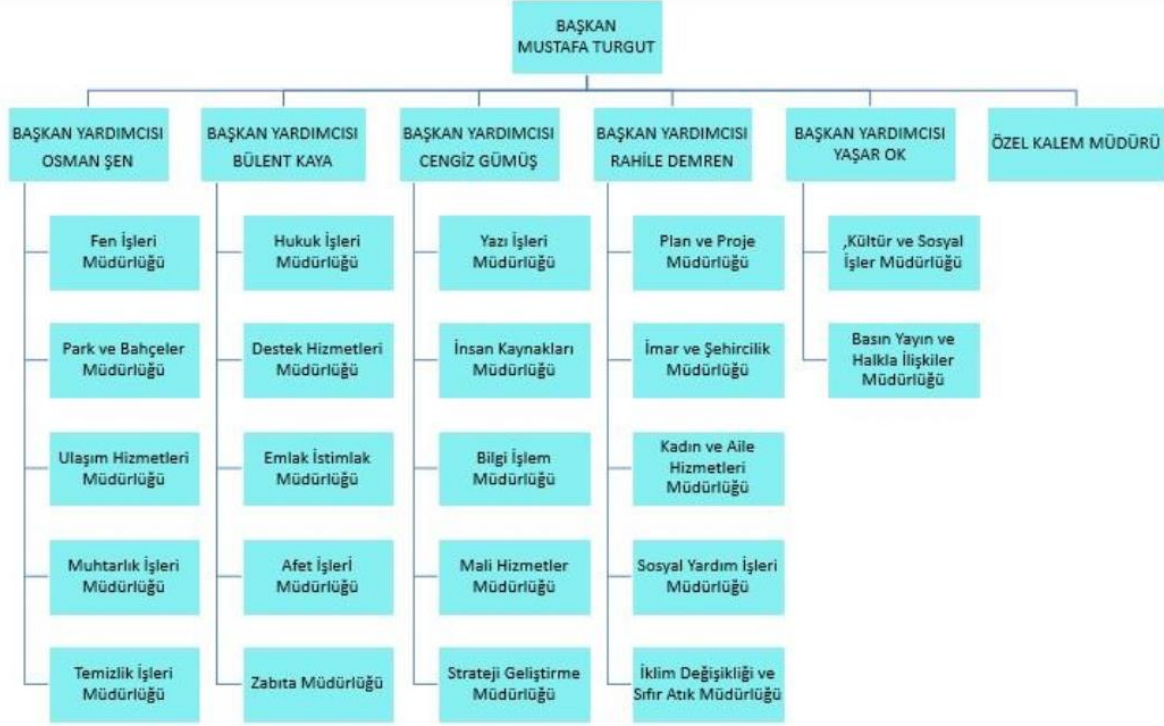 BAŞKAN
MUSTAFA TURGUT
BAŞKAN YARDIMCISI
OSMAN ŞEN
BAŞKAN YARDIMCISI
BÜLENT KAYA
BAŞKAN YARDIMCISI
CENGİZ GÜMÜŞ
BAŞKAN YARDIMCISI
RAHİLE DEMREN
BAŞKAN YARDIMCISI
YAŞAR OK
ÖZEL KALEM MÜDÜRÜ
Fen İşleri
Müdürlüğü
Park ve Bahçeler
Müdürlüğü
Ulaşım Hizmetleri
Müdürlüğü
Muhtarlık İşleri
Müdürlüğü
Temizlik İşleri
Müdürlüğü
Hukuk İşleri
Müdürlüğü
Destek Hizmetleri
Müdürlüğü
Emlak İstimlak
Müdürlüğü
Afet İşlerİ
Müdürlüğü
Zabıta Müdürlüğü
Yazı İşleri
Müdürlüğü
İnsan Kaynakları
Müdürlüğü
Bilgi İşlem
Müdürlüğü
Mali Hizmetler
Müdürlüğü
Strateji Geliştirme
Müdürlüğü
Plan ve Proje
Müdürlüğü
İmar ve Şehircilik
Müdürlüğü
Kadın ve Aile
Hizmetleri
Müdürlüğü
Sosyal Yardım İşleri
Müdürlüğü
İklim Değişikliği ve
Sıfır Atık Müdürlüğü
,Kültür ve Sosyal
İşler Müdürlüğü
Basın Yayın ve
Halkla İlişkiler
Müdürlüğü